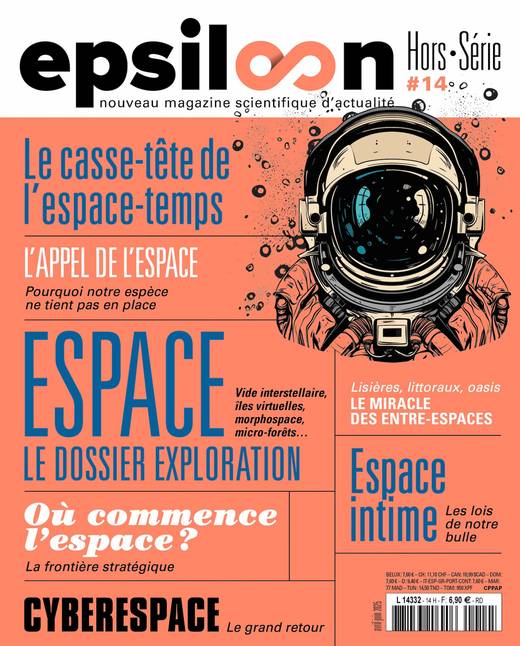 epsiloon
Hors•Série
#14
nouveau magazine scientifique d'actualité
Le casse-tête de
l'espace-temps
L'APPEL DE L'ESPACE
Pourquoi notre espèce
ne tient pas en place
ESPACE
Vide interstellaire,
îles virtuelles,
morphospace,
micro-forêts…
LE DOSSIER EXPLORATION
Lisières, littoraux, oasis
LE MIRACLE
DES ENTRE-ESPACES
Espace
intime
Les lois
de notre
bulle
Où commence
l'espace ?
La frontière stratégique
CYBERESPACE
Le grand retour
avril-juin 2025
L 14332 - 14 H - F: 6,90 € - RD
CPPAP